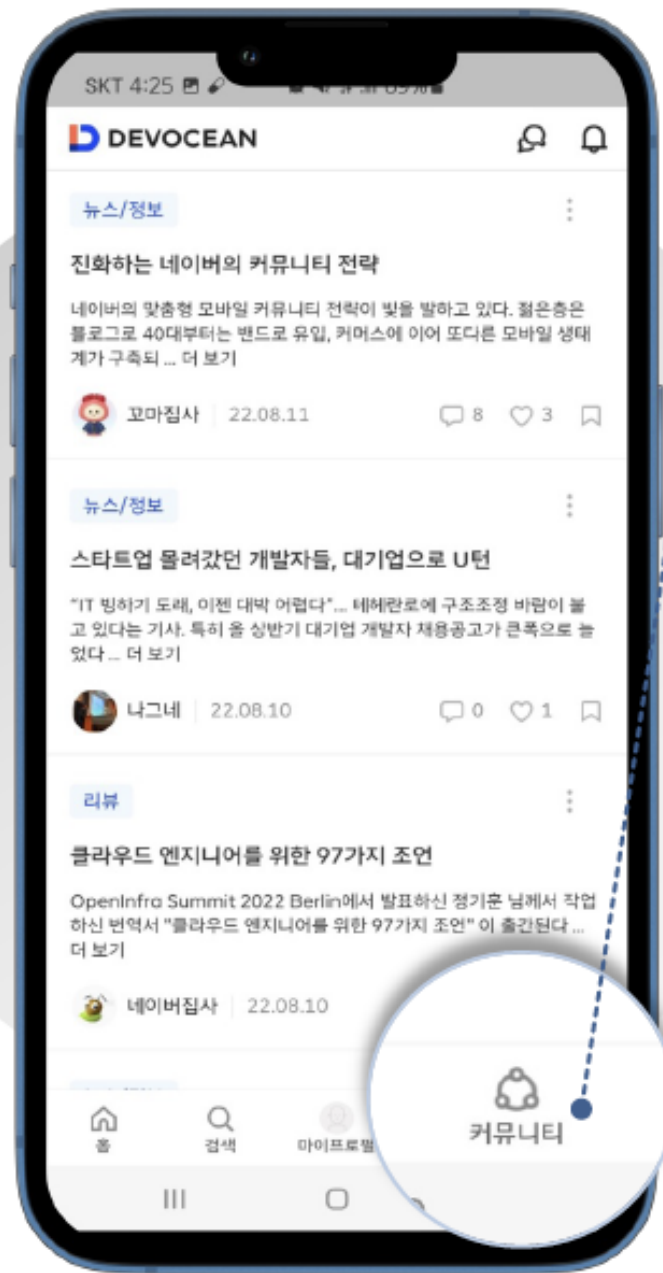 SKT 4:25
DEVOCEAN
뉴스/정보
진화하는 네이버의 커뮤니티 전략
네이버의 맞춤형 모바일 커뮤니티 전략이 빛을 발하고 있다. 젊은층은
블로그로 40대부터는 밴드로 유입, 커머스에 이어 또다른 모바일 생태
계가 구축되 ... 더 보기
꼬마집사 22.08.11 8 3
뉴스/정보
스타트업 몰려갔던 개발자들, 대기업으로 U턴
"IT 빙하기 도래, 이젠 대박 어렵다"... 테헤란로에 구조조정 바람이 불
고 있다는 기사. 특히 올 상반기 대기업 개발자 채용공고가 큰폭으로 늘
었다 ... 더 보기
나그네 22.08.10 0 1
리뷰
클라우드 엔지니어를 위한 97가지 조언
OpenInfra Summit 2022 Berlin에서 발표하신 정기훈 님께서 작업
하신 번역서 "클라우드 엔지니어를 위한 97가지 조언" 이 출간된다 ...
더 보기
네이버집사 22.08.10
홈 검색 마이프로필 커뮤니티